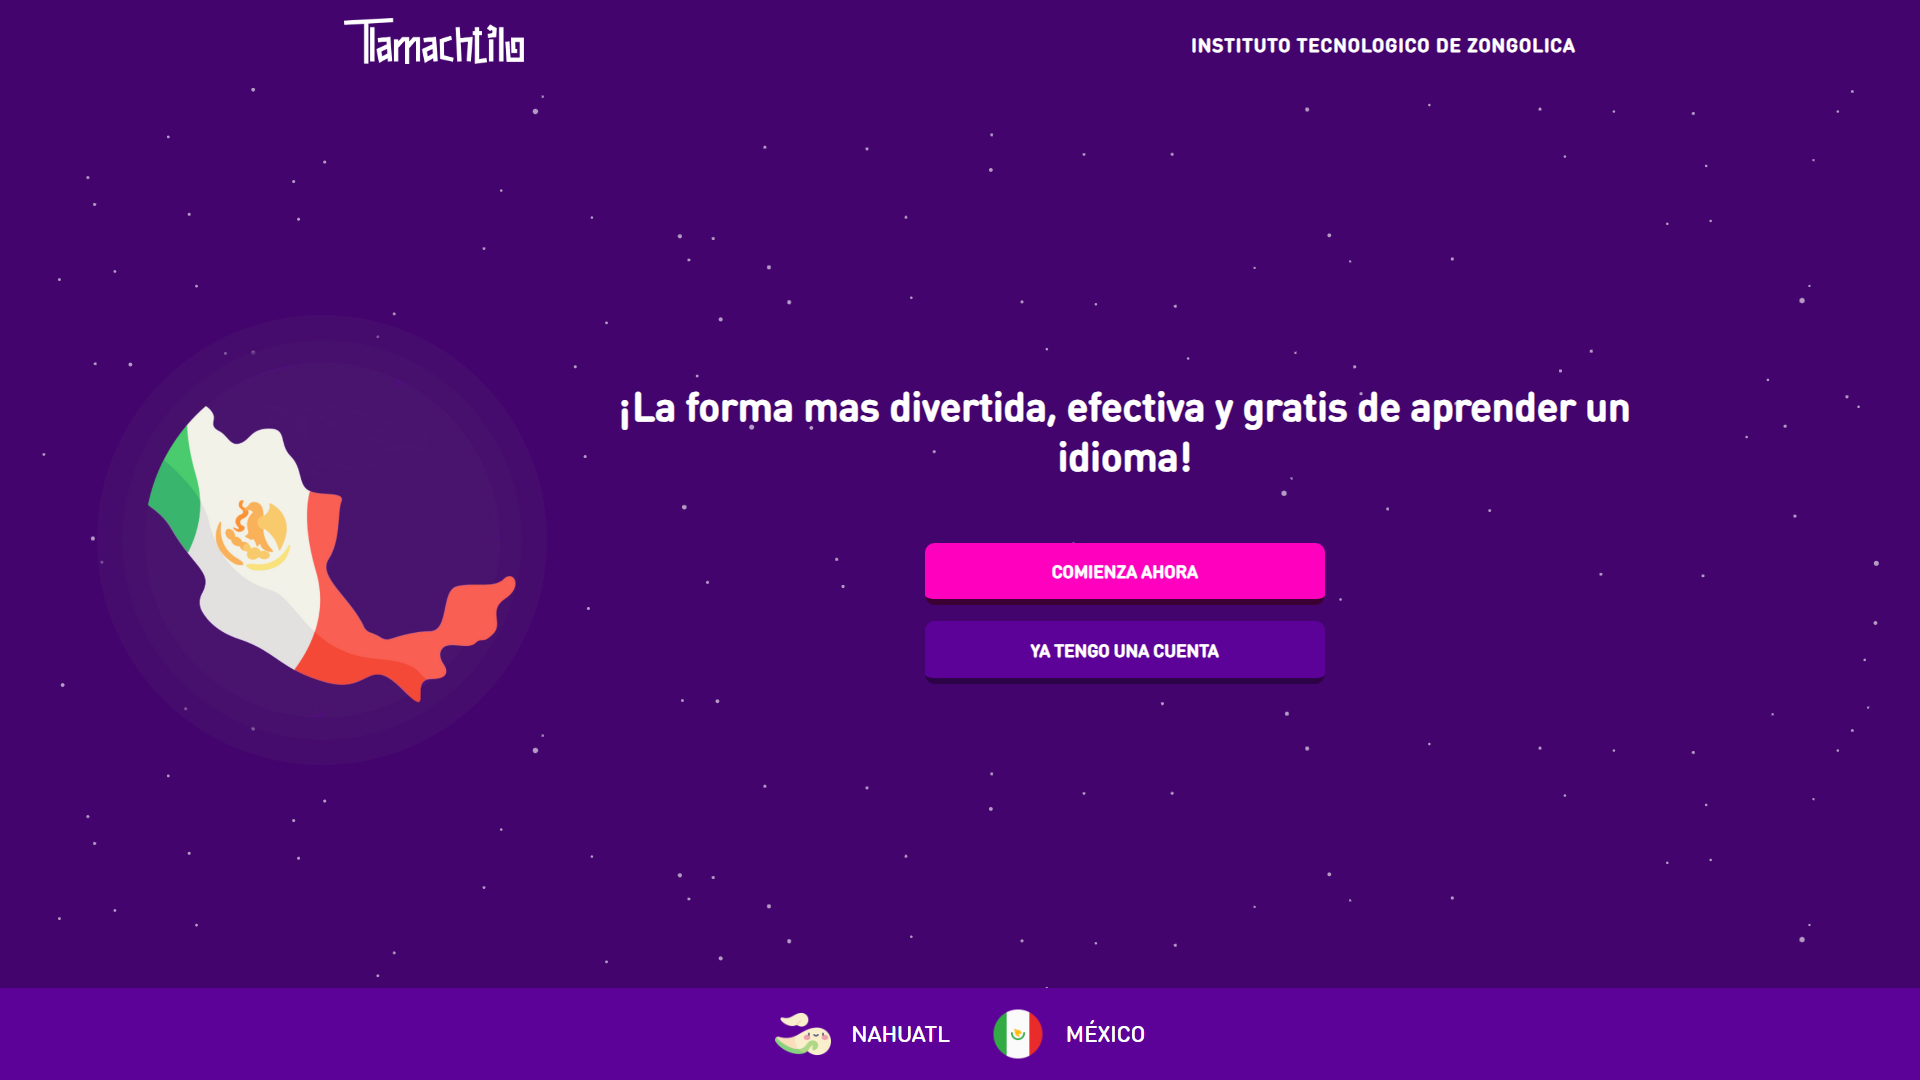 Tlamachtilo
INSTITUTO TECNOLOGICO DE ZONGOLICA
¡La forma mas divertida, efectiva y gratis de aprender un
idioma!
COMIENZA AHORA
YA TENGO UNA CUENTA
NAHUATL
MÉXICO